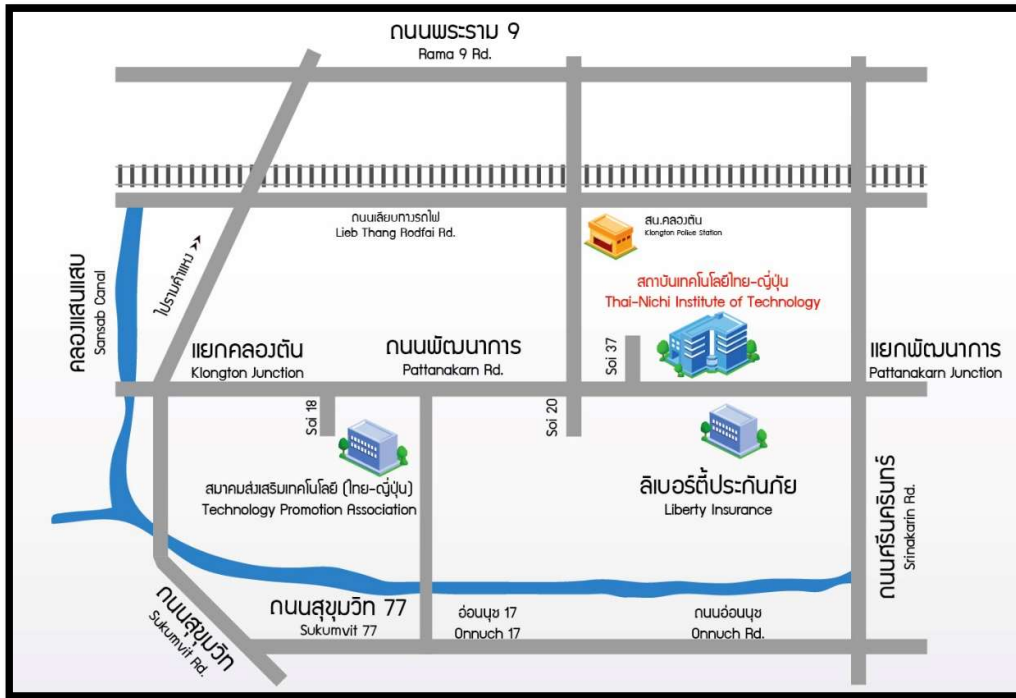 ถนนพระราม 9
Rama 9 Rd.
ถนนเลียบทางรถไฟ
Lieb Thang Rodfai Rd.
สน.คลองตัน
Klongton Police Station
คลองแสนแสบ
Sansab Canal
ไปรามคำแหง >>
สถาบันเทคโนโลยีไทย-ญี่ปุ่น
Thai-Nichi Institute of Technology
แยกคลองตัน
Klongton Junction
ถนนพัฒนาการ
Pattanakarn Rd.
Soi 37
แยกพัฒนาการ
Pattanakarn Junction
Soi 18
Soi 20
สมาคมส่งเสริมเทคโนโลยี (ไทย-ญี่ปุ่น)
Technology Promotion Association
ลิเบอร์ตี้ประกันภัย
Liberty Insurance
ถนนศรีนครินทร์
Srinakarin Rd.
ถนนสุขุมวิท
Sukumvit Rd.
ถนนสุขุมวิท 77
Sukumvit 77
อ่อนนุช 17
Onnuch 17
ถนนอ่อนนุช
Onnuch Rd.